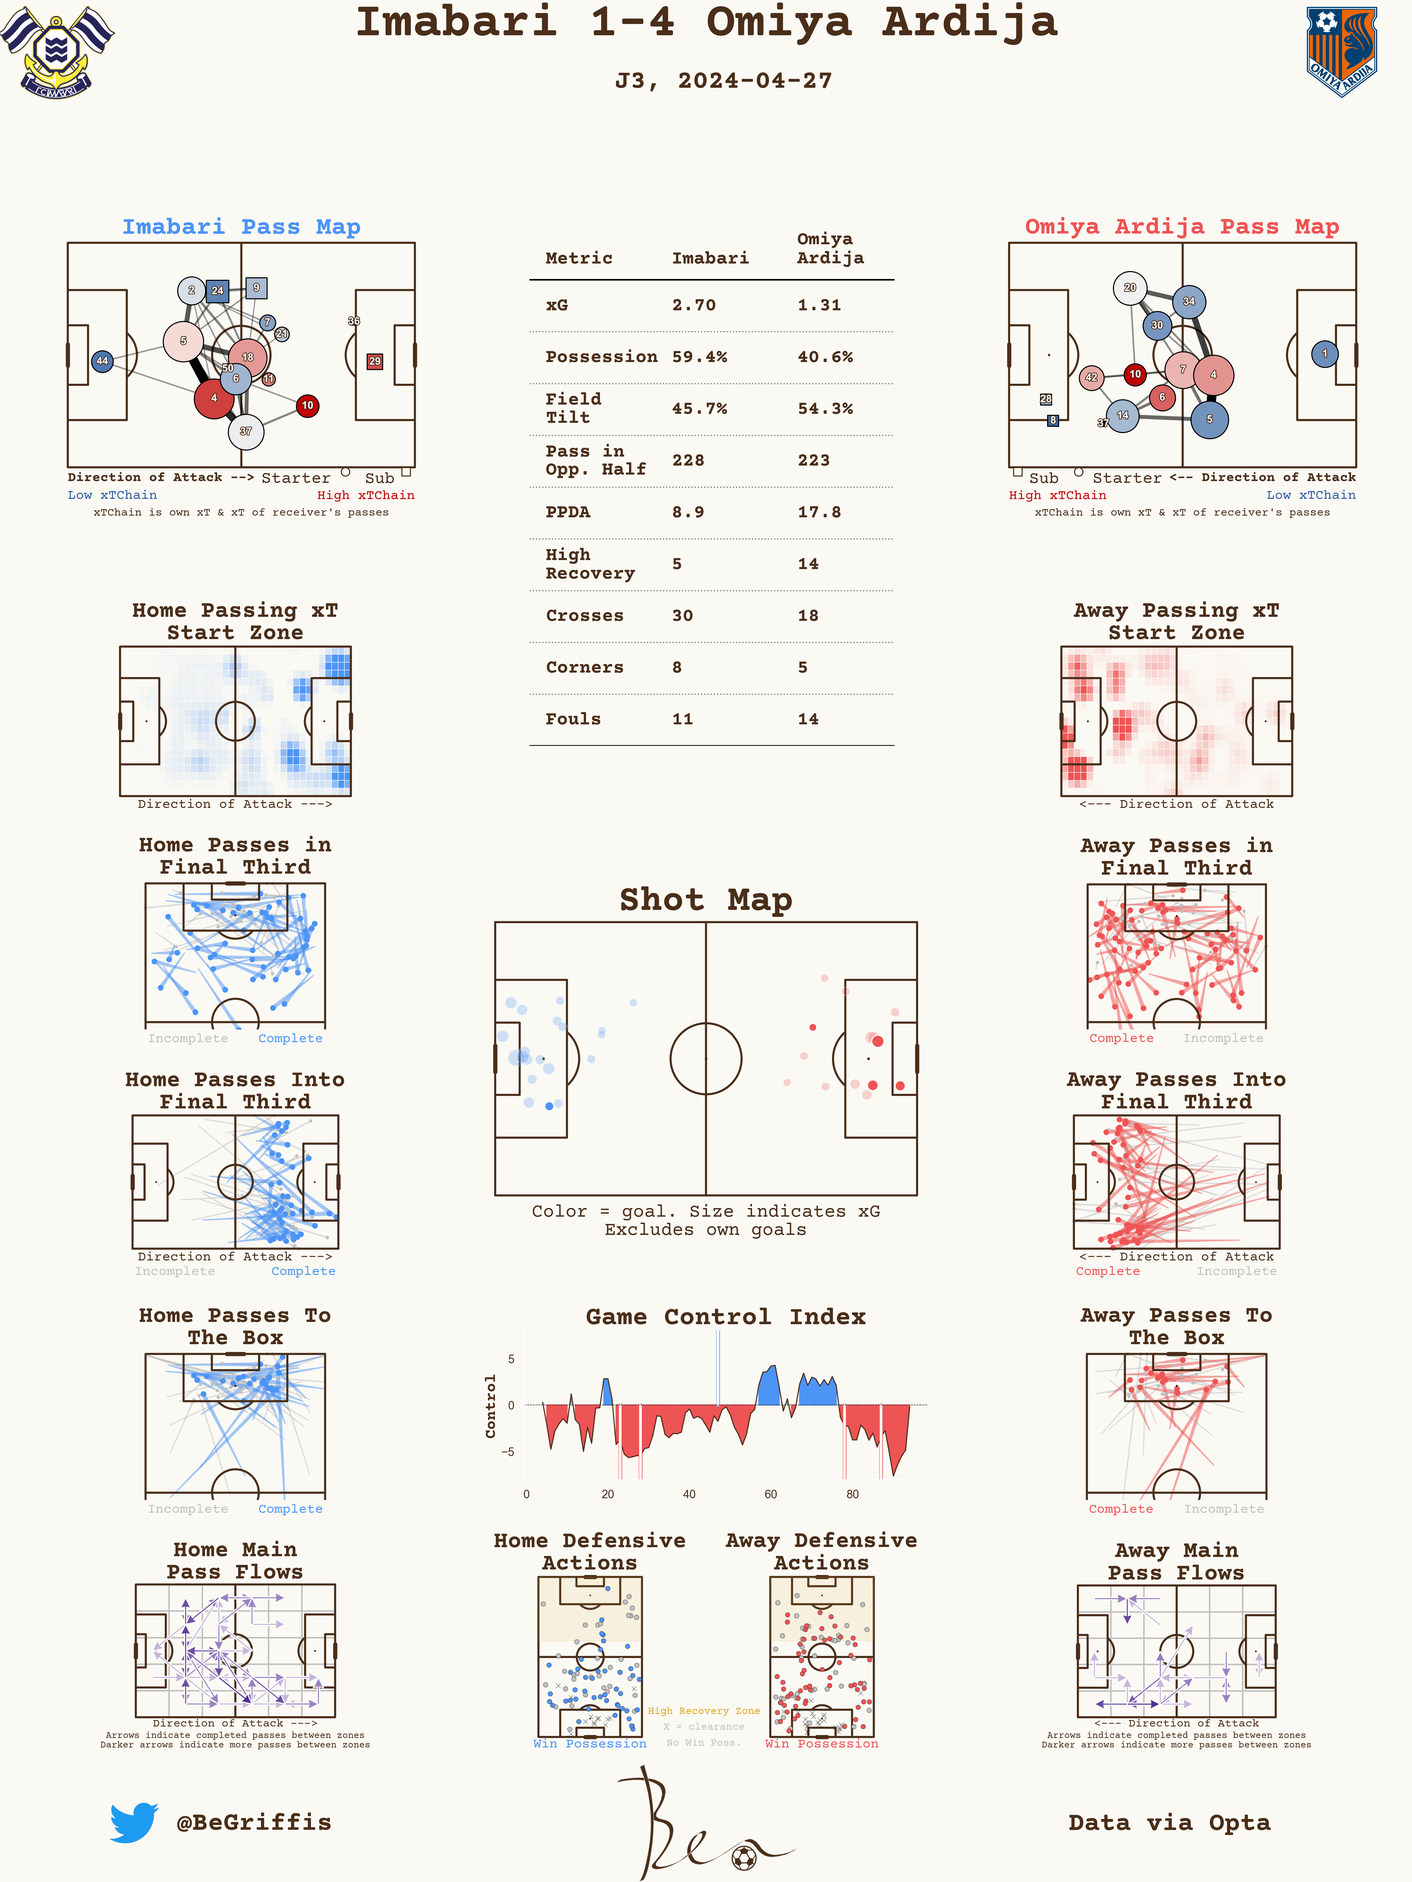 Imabari 1-4 Omiya Ardija
J3, 2024-04-27
FC.IMABARI
OMIYA ARDIJA
Imabari Pass Map
2
24
9
7
21
36
5
44
18
50
6
11
29
4
10
37
Direction of Attack --> Starter Sub
Low xTChain High xTChain
xTChain is own xT & xT of receiver's passes
Metric Imabari Omiya
Ardija
xG 2.70 1.31
Possession 59.4% 40.6%
Field
Tilt 45.7% 54.3%
Pass in
Opp. Half 228 223
PPDA 8.9 17.8
High
Recovery 5 14
Crosses 30 18
Corners 8 5
Fouls 11 14
Omiya Ardija Pass Map
20
34
30
1
7
4
42
10
6
28
8
37
14
5
Sub Starter <-- Direction of Attack
High xTChain Low xTChain
xTChain is own xT & xT of receiver's passes
Home Passing xT
Start Zone
Direction of Attack --->
Away Passing xT
Start Zone
<--- Direction of Attack
Home Passes in
Final Third
Incomplete Complete
Shot Map
Color = goal. Size indicates xG
Excludes own goals
Away Passes in
Final Third
Complete Incomplete
Home Passes Into
Final Third
Direction of Attack --->
Incomplete Complete
Away Passes Into
Final Third
<--- Direction of Attack
Complete Incomplete
Home Passes To
The Box
Incomplete Complete
Game Control Index
Control
5
0
−5
0 20 40 60 80
Away Passes To
The Box
Complete Incomplete
Home Main
Pass Flows
Direction of Attack --->
Arrows indicate completed passes between zones
Darker arrows indicate more passes between zones
Home Defensive
Actions
Win Possession
Away Defensive
Actions
Win Possession
High Recovery Zone
X = clearance
No Win Poss.
Away Main
Pass Flows
<--- Direction of Attack
Arrows indicate completed passes between zones
Darker arrows indicate more passes between zones
@BeGriffis
Ben
Data via Opta